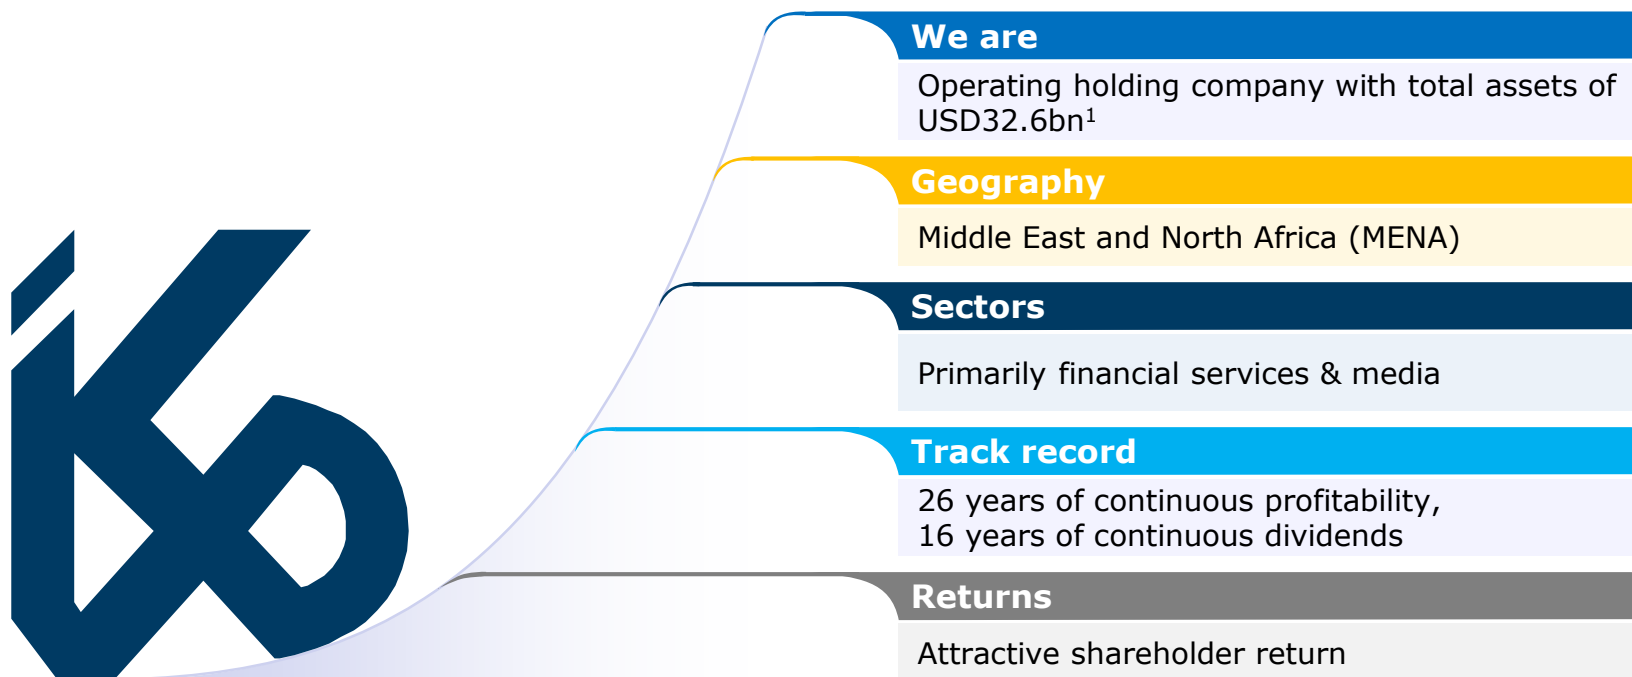 We are
Operating holding company with total assets of
USD32.6bn¹
Geography
Middle East and North Africa (MENA)
Sectors
Primarily financial services & media
Track record
26 years of continuous profitability,
16 years of continuous dividends
Returns
Attractive shareholder return